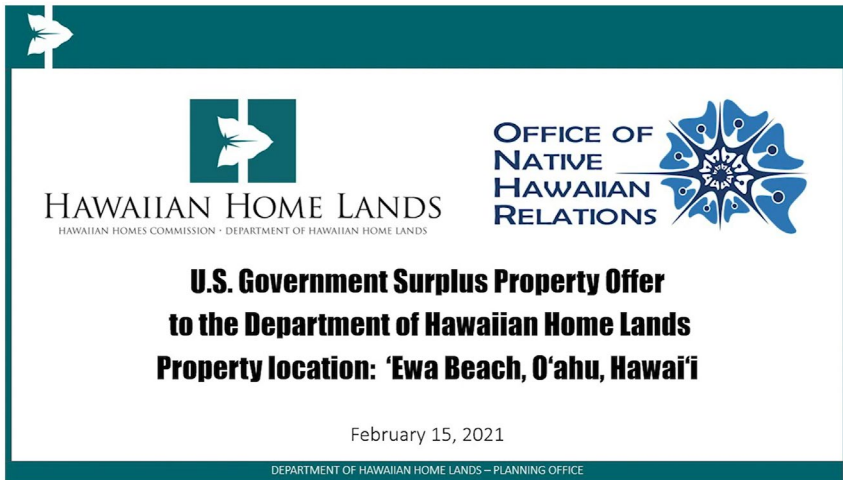 HAWAIIAN HOME LANDS
HAWAIIAN HOMES COMMISSION · DEPARTMENT OF HAWAIIAN HOME LANDS
OFFICE OF
NATIVE
HAWAIIAN
RELATIONS
U.S. Government Surplus Property Offer
to the Department of Hawaiian Home Lands
Property location: ʻEwa Beach, Oʻahu, Hawaiʻi
February 15, 2021
DEPARTMENT OF HAWAIIAN HOME LANDS – PLANNING OFFICE